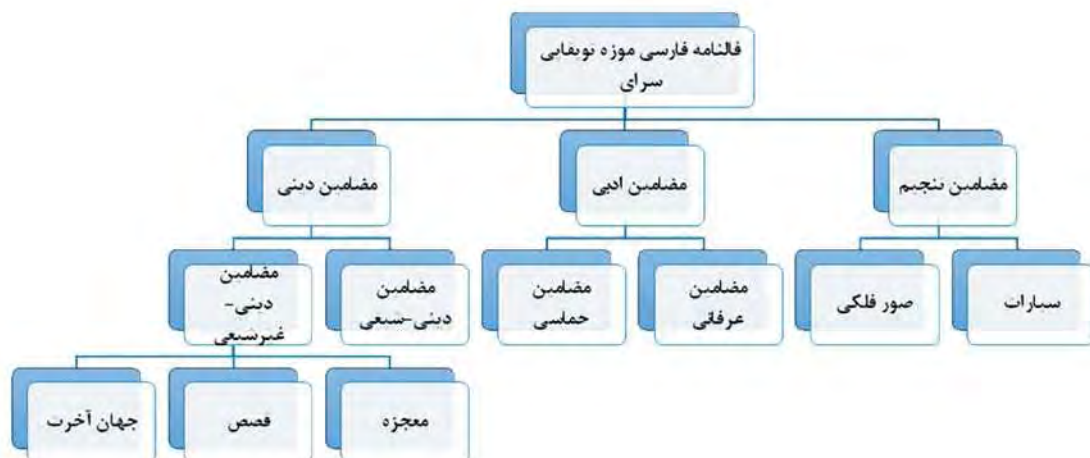 فالنامه فارسی موزه توپقاپی
سرای
مضامین تنجیم
مضامین ادبی
مضامین دینی
سیارات
صور فلکی
مضامین
عرفانی
مضامین
حماسی
مضامین
دینی-شیعی
مضامین
دینی-
غیرشیعی
معجزه
قصص
جهان آخرت